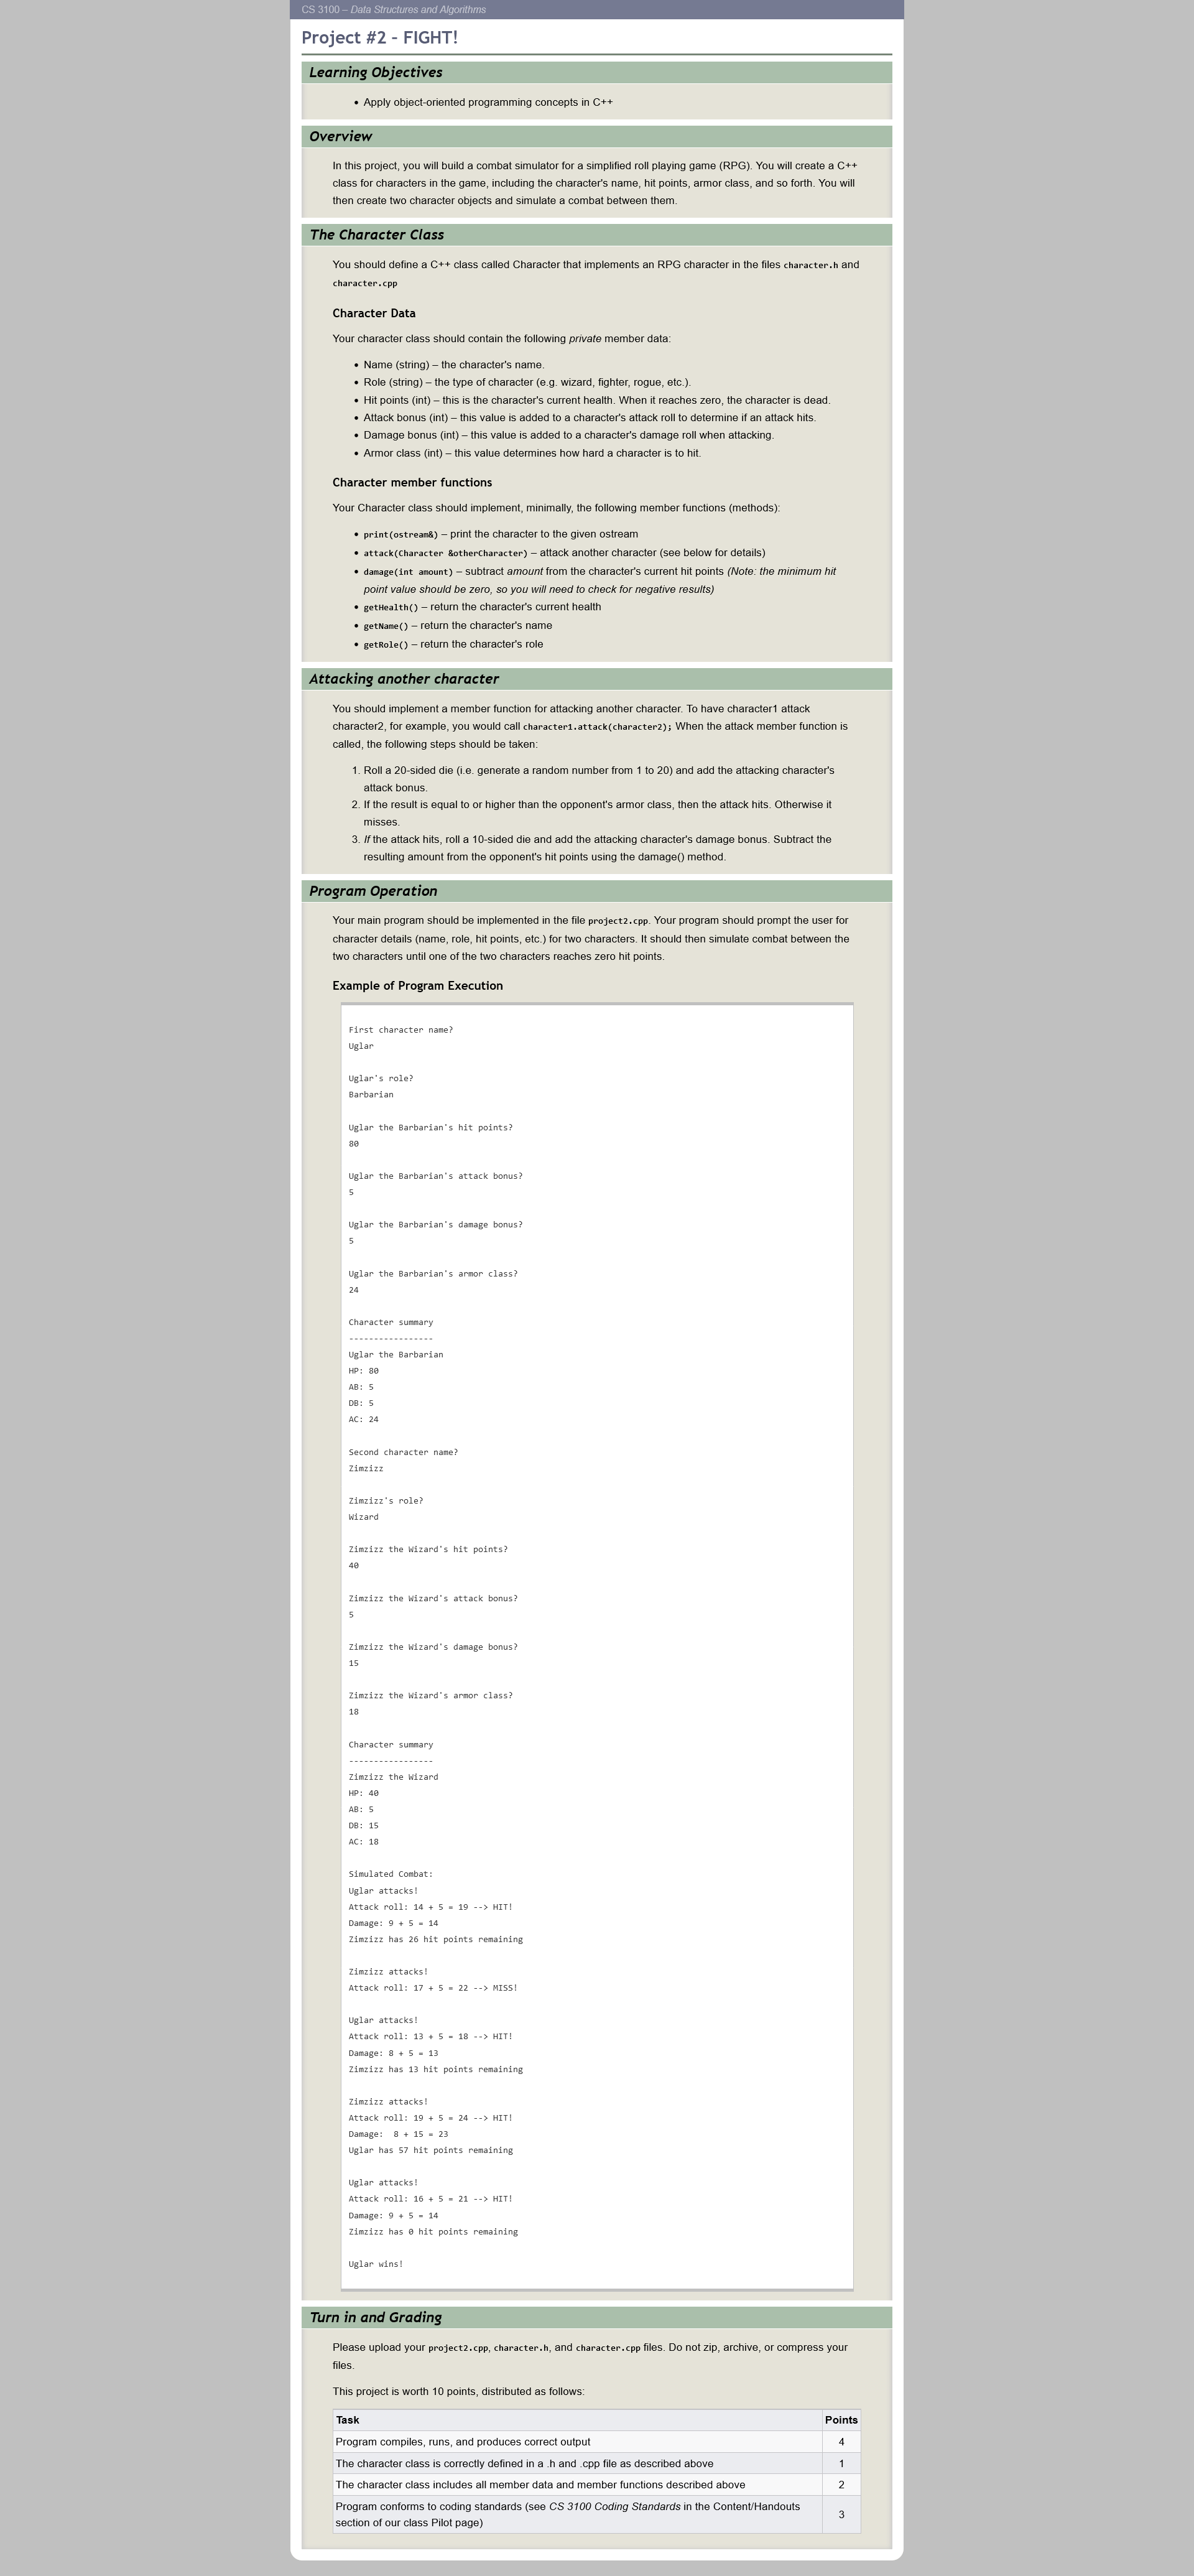 CS 3100 – Data Structures and Algorithms
Project #2 - FIGHT!
Learning Objectives
• Apply object-oriented programming concepts in C++
Overview
In this project, you will build a combat simulator for a simplified roll playing game (RPG). You will create a C++
class for characters in the game, including the character's name, hit points, armor class, and so forth. You will
then create two character objects and simulate a combat between them.
The Character Class
You should define a C++ class called Character that implements an RPG character in the files character.h and
character.cpp
Character Data
Your character class should contain the following private member data:
• Name (string) – the character's name.
• Role (string) – the type of character (e.g. wizard, fighter, rogue, etc.).
• Hit points (int) – this is the character's current health. When it reaches zero, the character is dead.
• Attack bonus (int) – this value is added to a character's attack roll to determine if an attack hits.
• Damage bonus (int) – this value is added to a character's damage roll when attacking.
• Armor class (int) – this value determines how hard a character is to hit.
Character member functions
Your Character class should implement, minimally, the following member functions (methods):
• print(ostream&) – print the character to the given ostream
• attack(Character &otherCharacter) – attack another character (see below for details)
• damage(int amount) – subtract amount from the character's current hit points (Note: the minimum hit
point value should be zero, so you will need to check for negative results)
• getHealth() – return the character's current health
• getName() – return the character's name
• getRole() – return the character's role
Attacking another character
You should implement a member function for attacking another character. To have character1 attack
character2, for example, you would call character1.attack(character2); When the attack member function is
called, the following steps should be taken:
1. Roll a 20-sided die (i.e. generate a random number from 1 to 20) and add the attacking character's
attack bonus.
2. If the result is equal to or higher than the opponent's armor class, then the attack hits. Otherwise it
misses.
3. If the attack hits, roll a 10-sided die and add the attacking character's damage bonus. Subtract the
resulting amount from the opponent's hit points using the damage() method.
Program Operation
Your main program should be implemented in the file project2.cpp. Your program should prompt the user for
character details (name, role, hit points, etc.) for two characters. It should then simulate combat between the
two characters until one of the two characters reaches zero hit points.
Example of Program Execution
First character name?
Uglar
Uglar's role?
Barbarian
Uglar the Barbarian's hit points?
80
Uglar the Barbarian's attack bonus?
5
Uglar the Barbarian's damage bonus?
5
Uglar the Barbarian's armor class?
24
Character summary
-----------------
Uglar the Barbarian
HP: 80
AB: 5
DB: 5
AC: 24
Second character name?
Zimzizz
Zimzizz's role?
Wizard
Zimzizz the Wizard's hit points?
40
Zimzizz the Wizard's attack bonus?
5
Zimzizz the Wizard's damage bonus?
15
Zimzizz the Wizard's armor class?
18
Character summary
-----------------
Zimzizz the Wizard
HP: 40
AB: 5
DB: 15
AC: 18
Simulated Combat:
Uglar attacks!
Attack roll: 14 + 5 = 19 --> HIT!
Damage: 9 + 5 = 14
Zimzizz has 26 hit points remaining
Zimzizz attacks!
Attack roll: 17 + 5 = 22 --> MISS!
Uglar attacks!
Attack roll: 13 + 5 = 18 --> HIT!
Damage: 8 + 5 = 13
Zimzizz has 13 hit points remaining
Zimzizz attacks!
Attack roll: 19 + 5 = 24 --> HIT!
Damage:  8 + 15 = 23
Uglar has 57 hit points remaining
Uglar attacks!
Attack roll: 16 + 5 = 21 --> HIT!
Damage: 9 + 5 = 14
Zimzizz has 0 hit points remaining
Uglar wins!
Turn in and Grading
Please upload your project2.cpp, character.h, and character.cpp files. Do not zip, archive, or compress your
files.
This project is worth 10 points, distributed as follows:
Task Points
Program compiles, runs, and produces correct output 4
The character class is correctly defined in a .h and .cpp file as described above 1
The character class includes all member data and member functions described above 2
Program conforms to coding standards (see CS 3100 Coding Standards in the Content/Handouts
section of our class Pilot page) 3